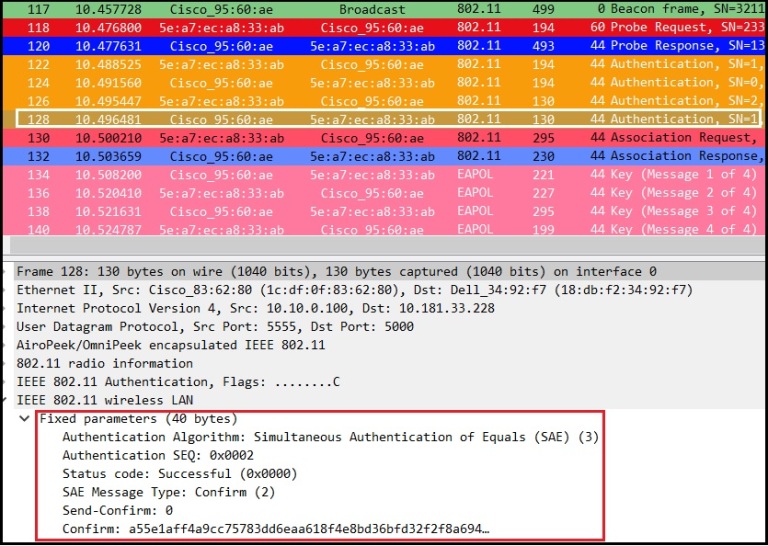 117 10.457728 Cisco_95:60:ae Broadcast 802.11 499 0 Beacon frame, SN=3211
118 10.476800 5e:a7:ec:a8:33:ab Cisco_95:60:ae 802.11 194 60 Probe Request, SN=233
120 10.477631 Cisco_95:60:ae 5e:a7:ec:a8:33:ab 802.11 493 44 Probe Response, SN=13
122 10.488525 5e:a7:ec:a8:33:ab Cisco_95:60:ae 802.11 194 44 Authentication, SN=1,
124 10.491560 Cisco_95:60:ae 5e:a7:ec:a8:33:ab 802.11 194 44 Authentication, SN=0,
126 10.495447 5e:a7:ec:a8:33:ab Cisco_95:60:ae 802.11 130 44 Authentication, SN=2,
128 10.496481 Cisco_95:60:ae 5e:a7:ec:a8:33:ab 802.11 130 44 Authentication, SN=1
130 10.500210 5e:a7:ec:a8:33:ab Cisco_95:60:ae 802.11 295 44 Association Request,
132 10.503659 Cisco_95:60:ae 5e:a7:ec:a8:33:ab 802.11 230 44 Association Response,
134 10.508200 Cisco_95:60:ae 5e:a7:ec:a8:33:ab EAPOL 221 44 Key (Message 1 of 4)
136 10.520410 5e:a7:ec:a8:33:ab Cisco_95:60:ae EAPOL 227 44 Key (Message 2 of 4)
138 10.521631 Cisco_95:60:ae 5e:a7:ec:a8:33:ab EAPOL 295 44 Key (Message 3 of 4)
140 10.524787 5e:a7:ec:a8:33:ab Cisco_95:60:ae EAPOL 199 44 Key (Message 4 of 4)
Frame 128: 130 bytes on wire (1040 bits), 130 bytes captured (1040 bits) on interface 0
Ethernet II, Src: Cisco_83:62:80 (1c:df:0f:83:62:80), Dst: Dell_34:92:f7 (18:db:f2:34:92:f7)
Internet Protocol Version 4, Src: 10.10.0.100, Dst: 10.181.33.228
User Datagram Protocol, Src Port: 5555, Dst Port: 5000
AiroPeek/OmniPeek encapsulated IEEE 802.11
802.11 radio information
IEEE 802.11 Authentication, Flags: ........C
IEEE 802.11 wireless LAN
Fixed parameters (40 bytes)
Authentication Algorithm: Simultaneous Authentication of Equals (SAE) (3)
Authentication SEQ: 0x0002
Status code: Successful (0x0000)
SAE Message Type: Confirm (2)
Send-Confirm: 0
Confirm: a55e1aff4a9cc75783dd6eaa618f4e8bd36bfd32f2f8a694…